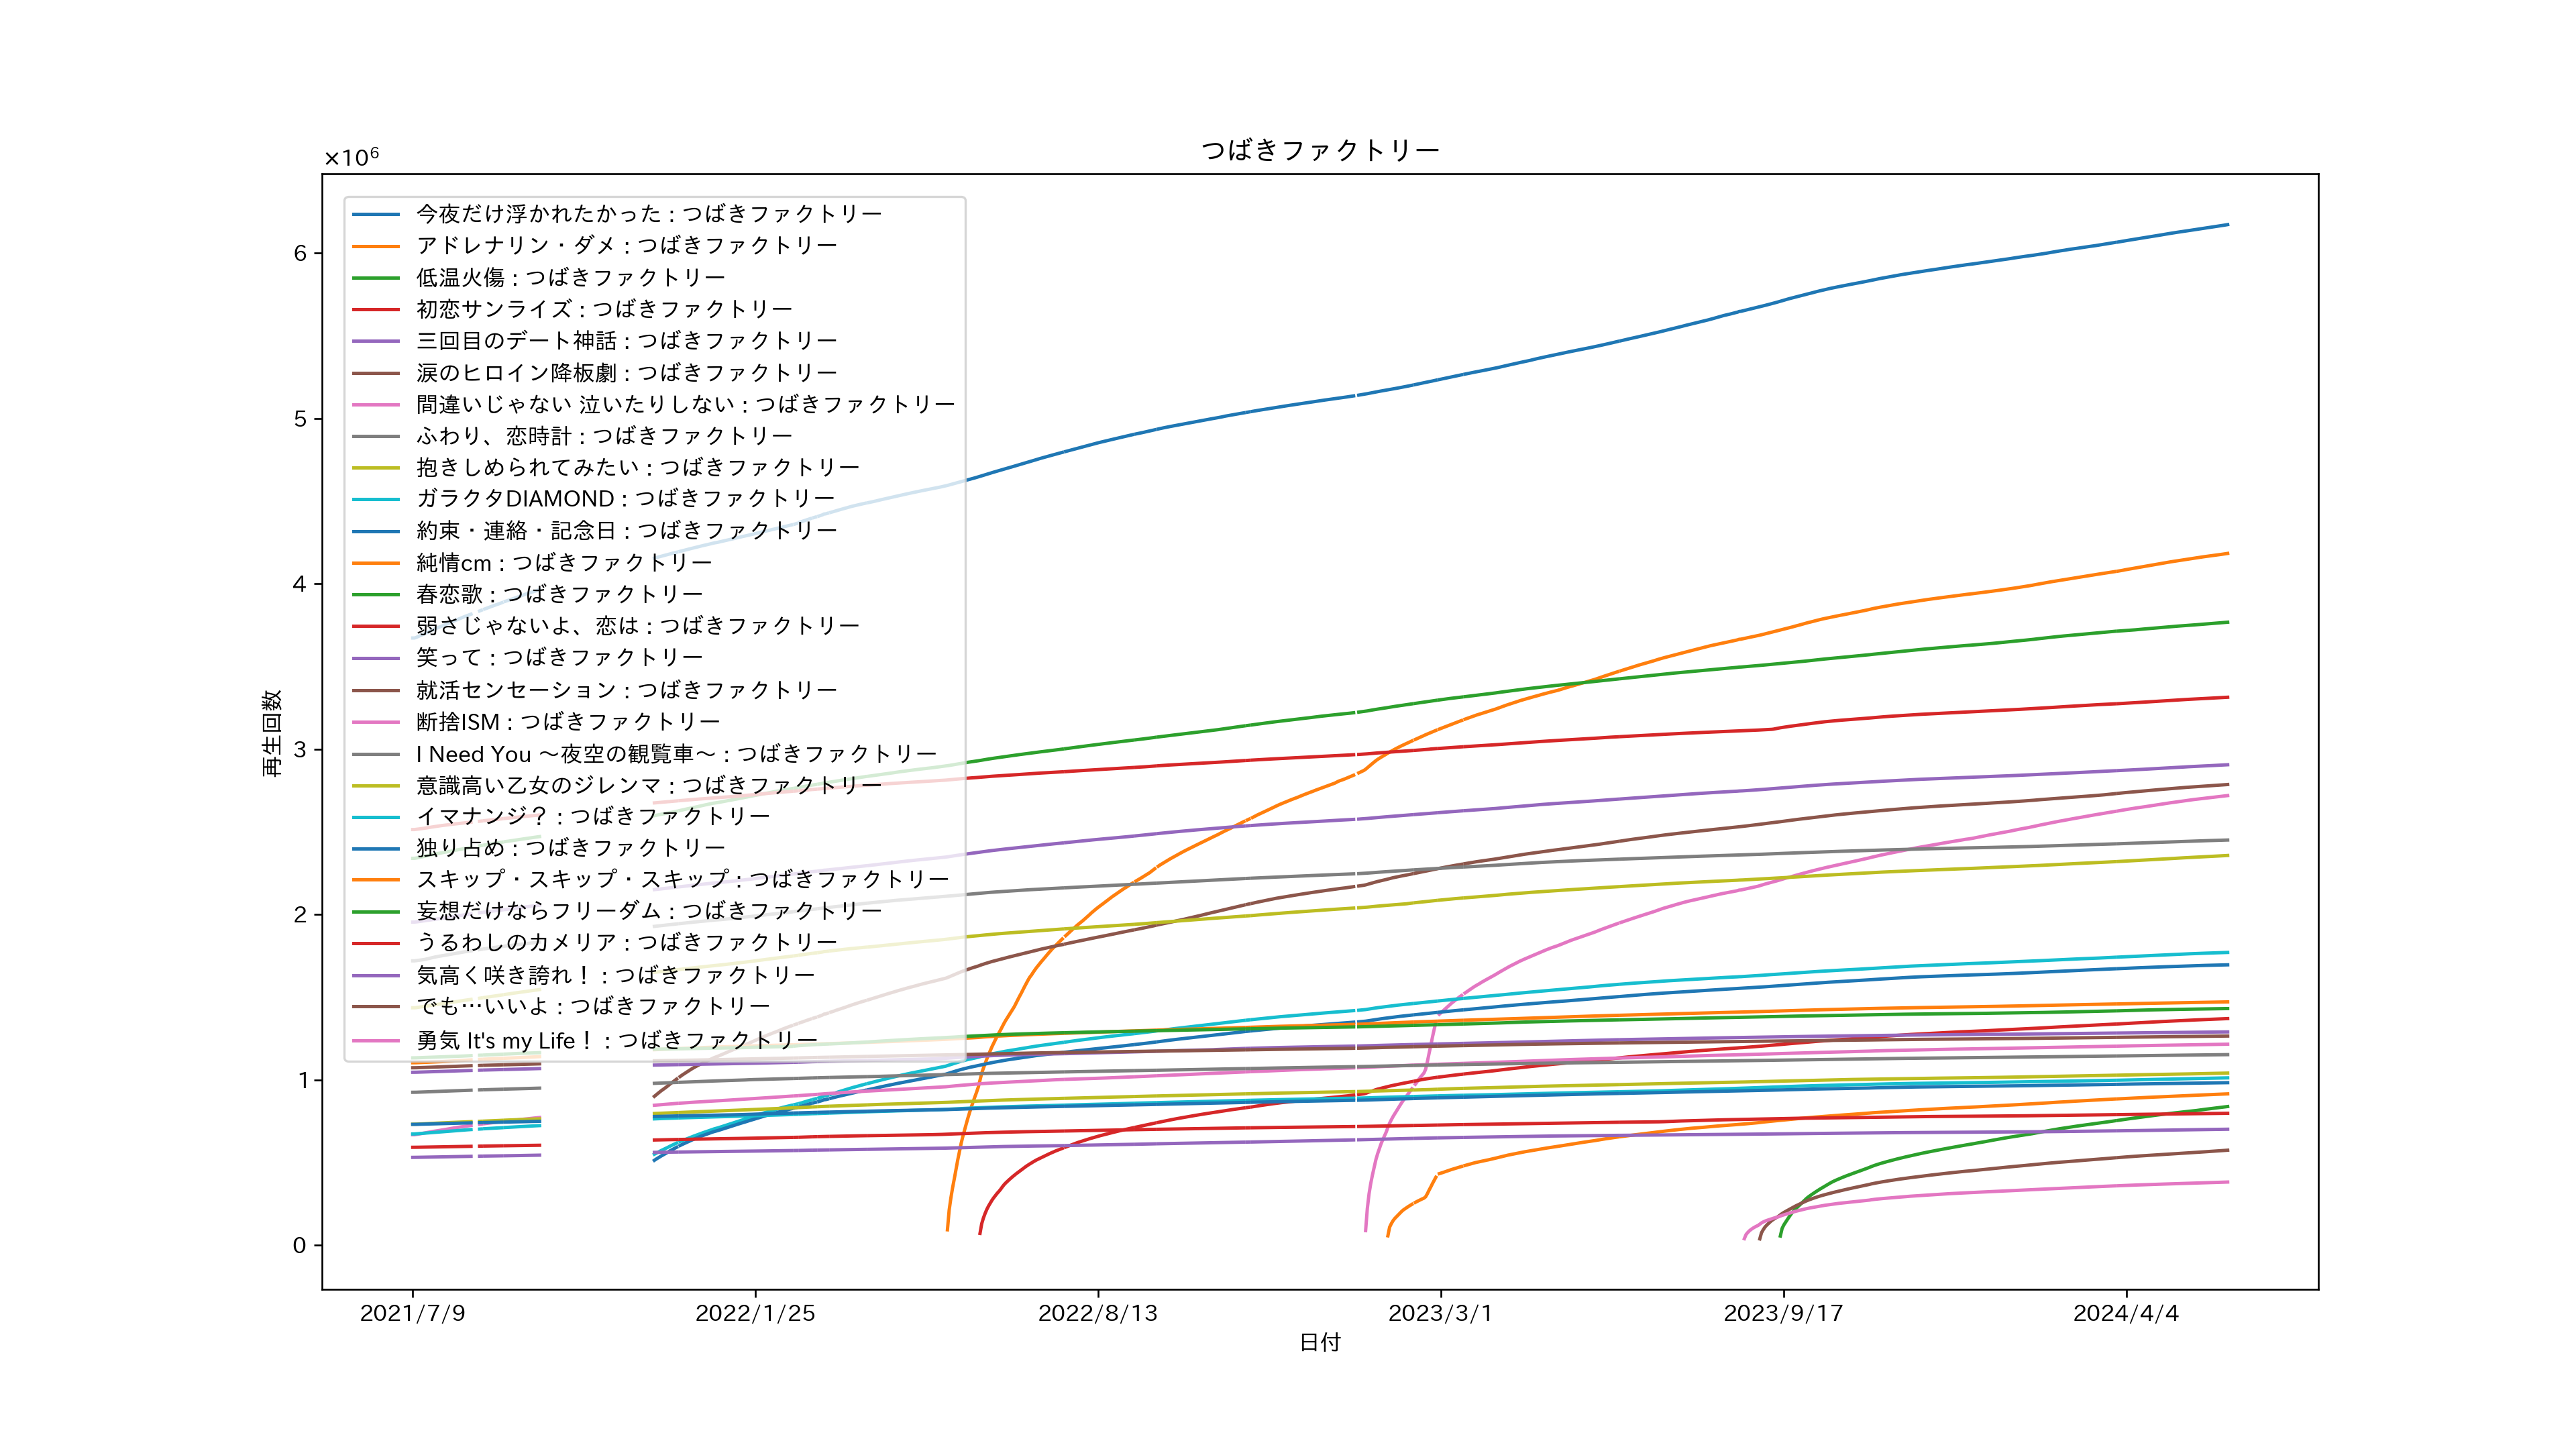 つばきファクトリー
×10⁶
今夜だけ浮かれたかった : つばきファクトリー
アドレナリン・ダメ : つばきファクトリー
低温火傷 : つばきファクトリー
初恋サンライズ : つばきファクトリー
三回目のデート神話 : つばきファクトリー
涙のヒロイン降板劇 : つばきファクトリー
間違いじゃない 泣いたりしない : つばきファクトリー
ふわり、恋時計 : つばきファクトリー
抱きしめられてみたい : つばきファクトリー
ガラクタDIAMOND : つばきファクトリー
約束・連絡・記念日 : つばきファクトリー
純情cm : つばきファクトリー
春恋歌 : つばきファクトリー
弱さじゃないよ、恋は : つばきファクトリー
笑って : つばきファクトリー
就活センセーション : つばきファクトリー
断捨ISM : つばきファクトリー
I Need You 〜夜空の観覧車〜 : つばきファクトリー
意識高い乙女のジレンマ : つばきファクトリー
イマナンジ？ : つばきファクトリー
独り占め : つばきファクトリー
スキップ・スキップ・スキップ : つばきファクトリー
妄想だけならフリーダム : つばきファクトリー
うるわしのカメリア : つばきファクトリー
気高く咲き誇れ！ : つばきファクトリー
でも…いいよ : つばきファクトリー
勇気 It's my Life！ : つばきファクトリー
6
5
4
3
2
1
0
再生回数
2021/7/9
2022/1/25
2022/8/13
2023/3/1
2023/9/17
2024/4/4
日付